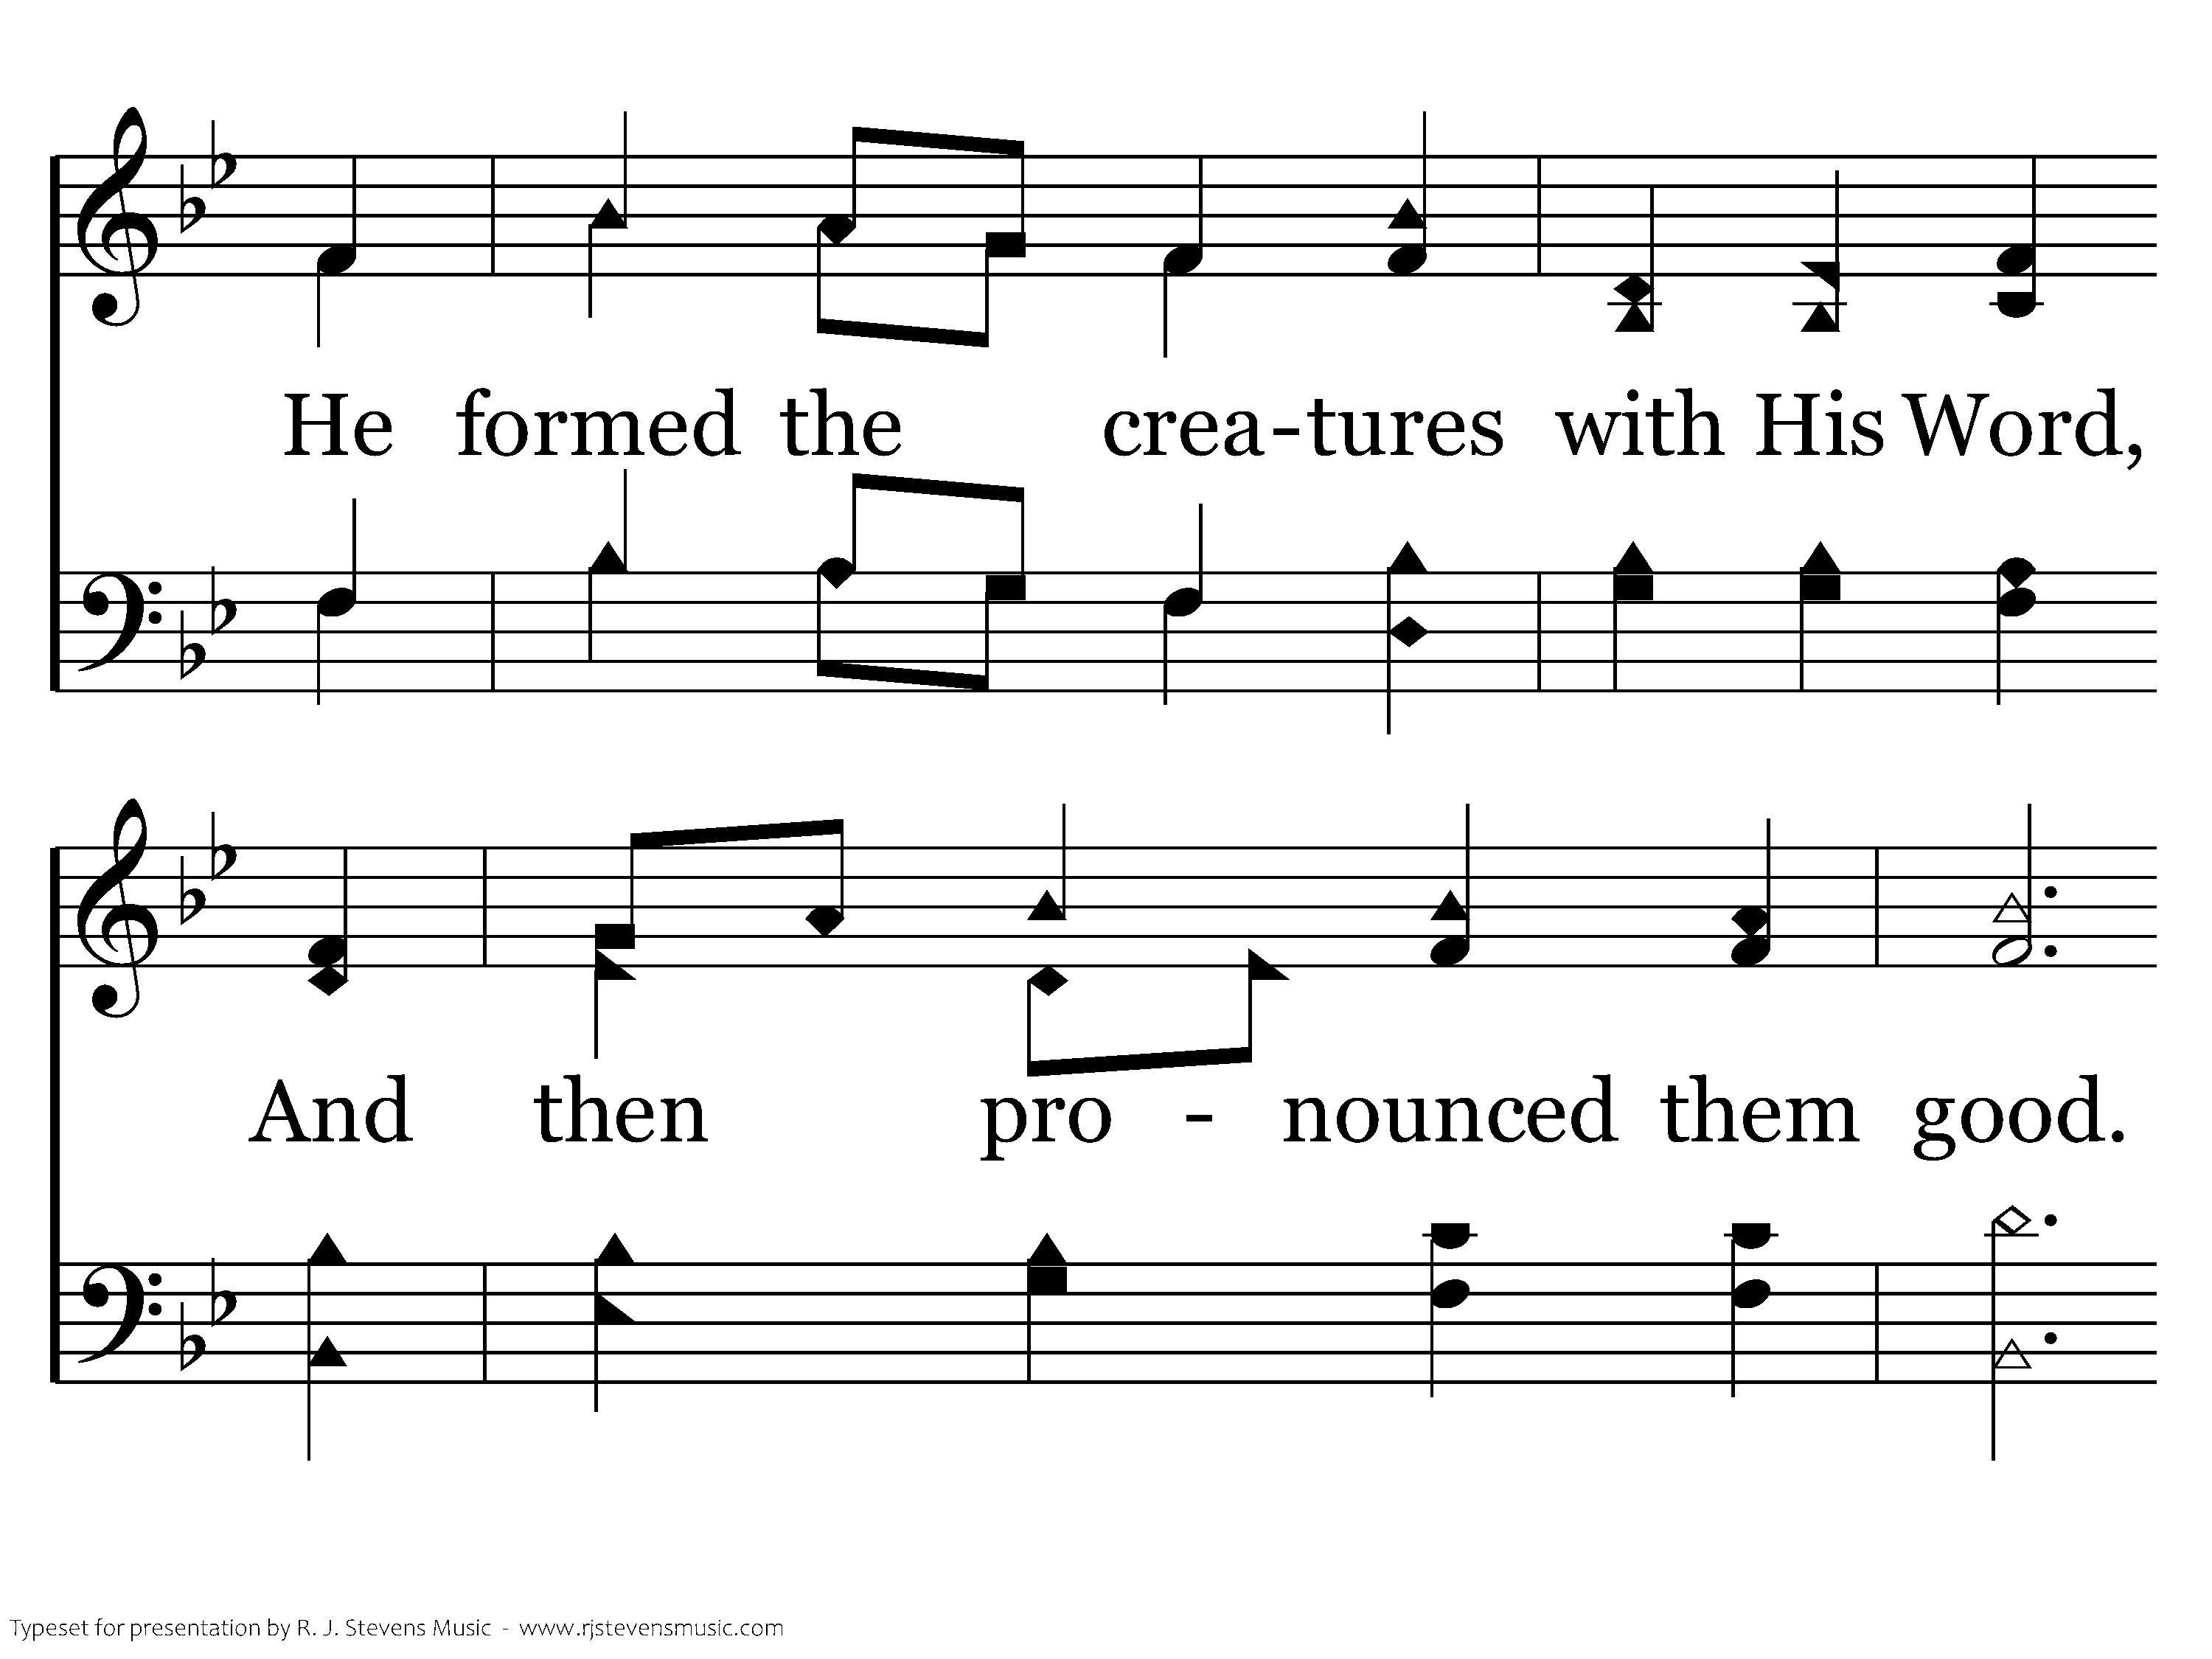 He formed the crea-tures with His Word,
And then pro - nounced them good.
Typeset for presentation by R. J. Stevens Music - www.rjstevensmusic.com